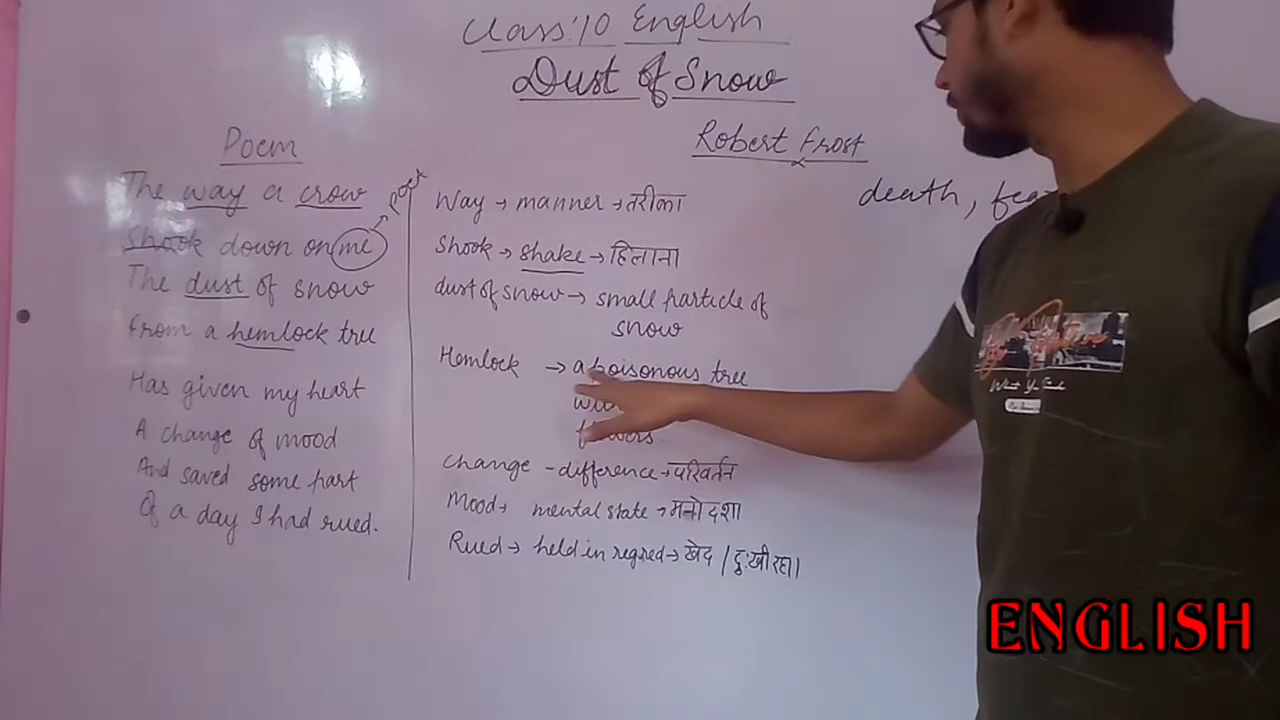 Class:10 English
Dust of Snow
Robert Frost
death,
Poem
The way a crow
Shook down on me
Poet
The dust of snow
From a hemlock tree
Has given my heart
A change of mood
And saved some part
Of a day I had rued.
Way → manner → तरीका
Shook → shake → हिलाना
dust of snow → small particle of
snow
Hemlock → a poisonous tree
flowers
Change - difference → परिवर्तन
Mood → mental state → मनोदशा
Rued → held in regred → खेद / दुःखी रहा।
ENGLISH